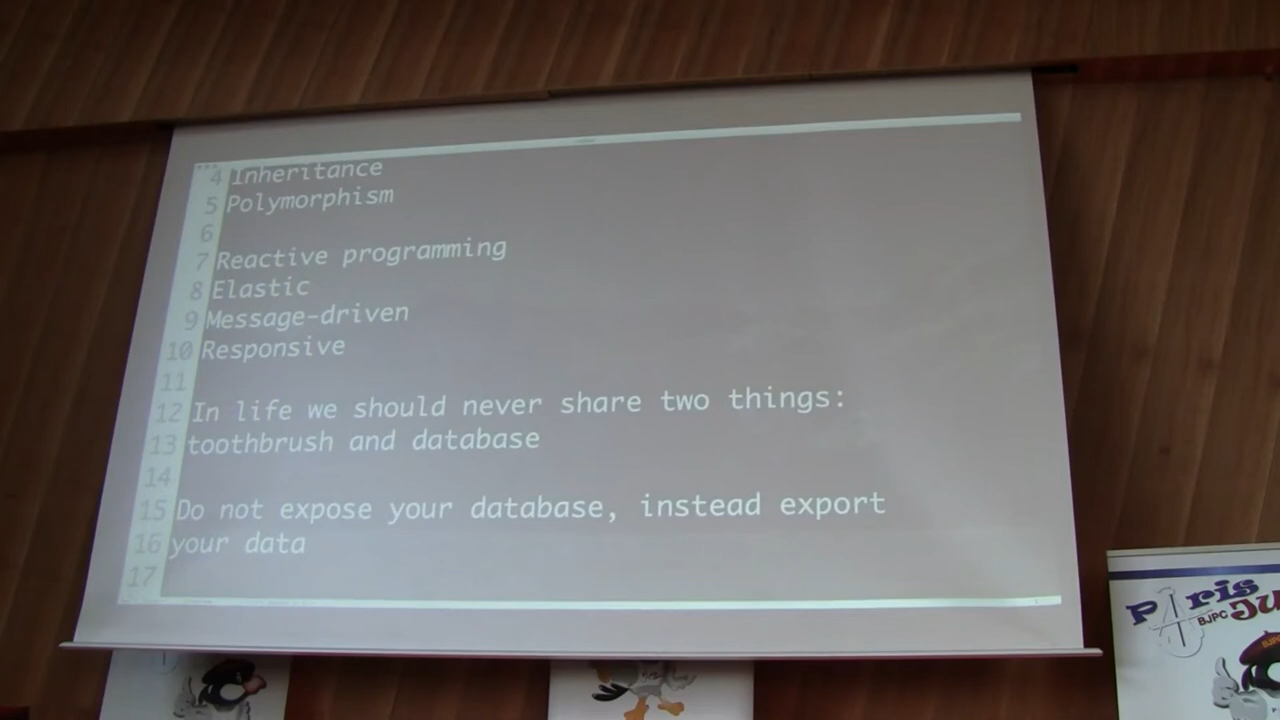 4 Inheritance
5 Polymorphism
6
7 Reactive programming
8 Elastic
9 Message-driven
10 Responsive
11
12 In life we should never share two things:
13 toothbrush and database
14
15 Do not expose your database, instead export
16 your data
17
Paris
BJPC